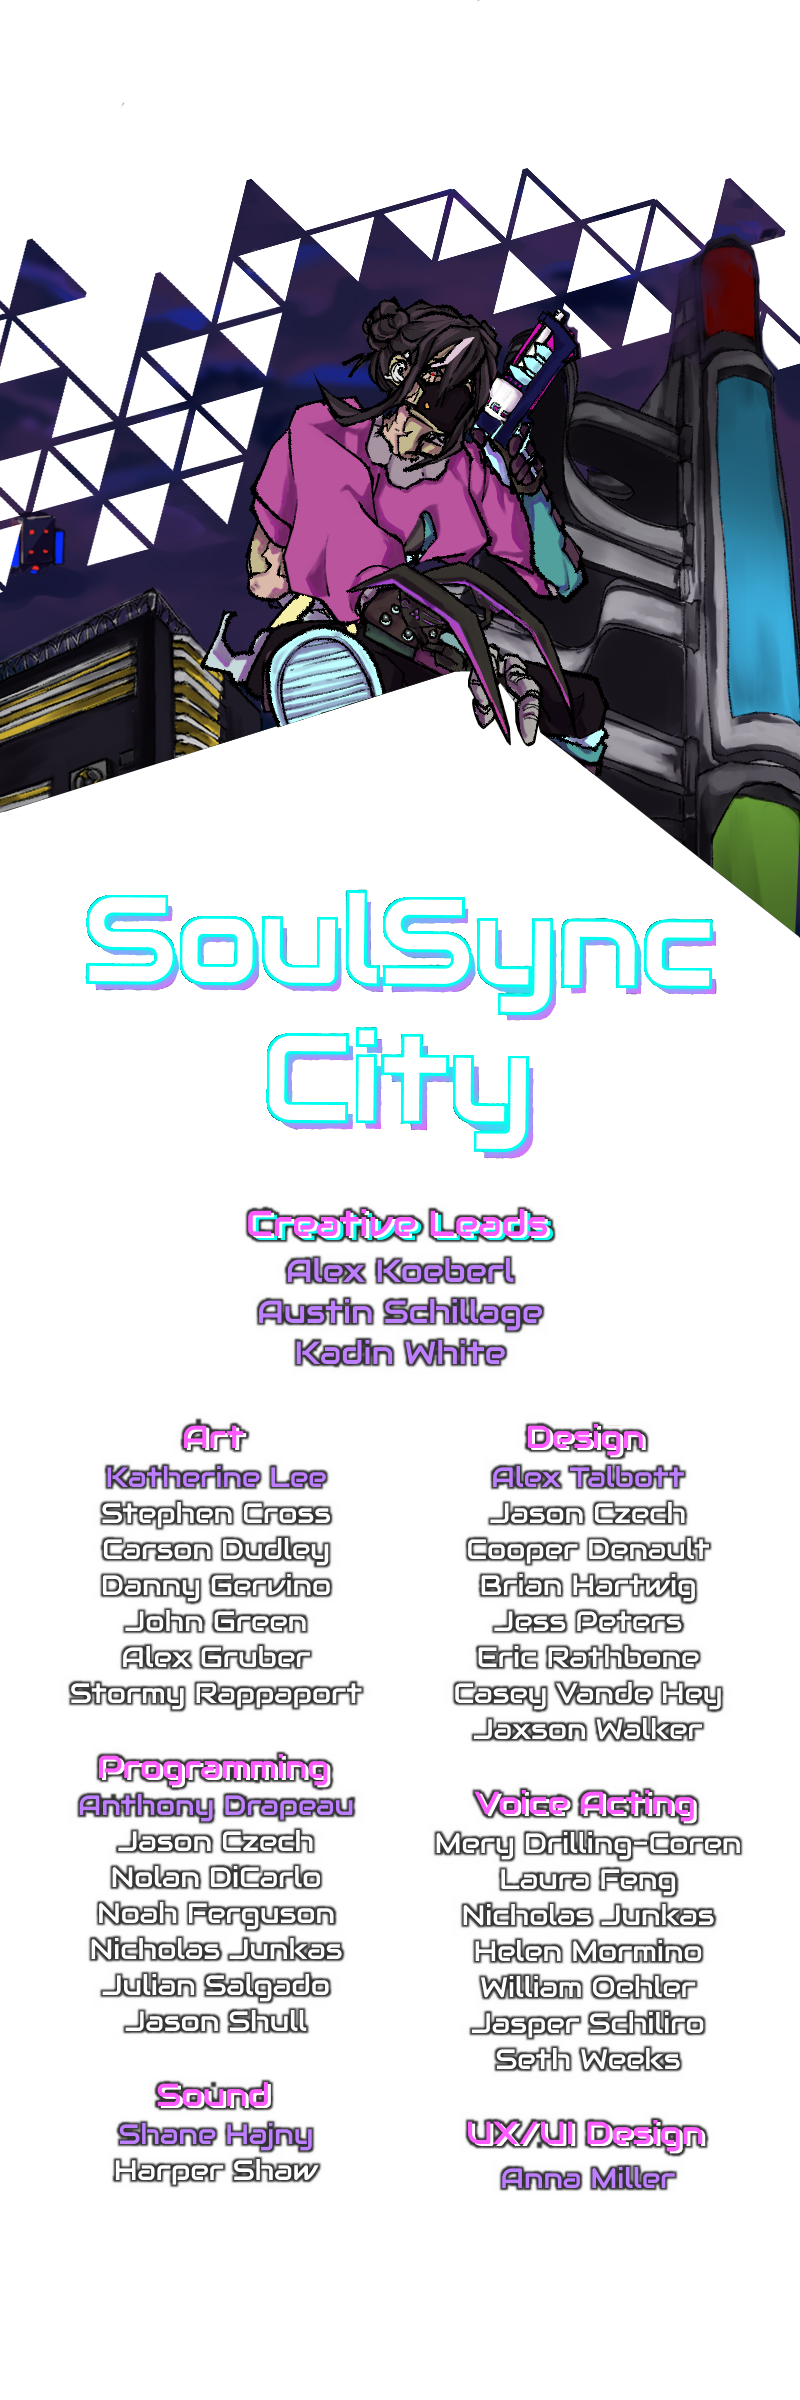 SoulSync
City
Creative Leads
Alex Koeberl
Austin Schillage
Kadin White
Art
Katherine Lee
Stephen Cross
Carson Dudley
Danny Gervino
John Green
Alex Gruber
Stormy Rappaport
Programming
Anthony Drapeau
Jason Czech
Nolan DiCarlo
Noah Ferguson
Nicholas Junkas
Julian Salgado
Jason Shull
Sound
Shane Hajny
Harper Shaw
Design
Alex Talbott
Jason Czech
Cooper Denault
Brian Hartwig
Jess Peters
Eric Rathbone
Casey Vande Hey
Jaxson Walker
Voice Acting
Mery Drilling-Coren
Laura Feng
Nicholas Junkas
Helen Mormino
William Oehler
Jasper Schiliro
Seth Weeks
UX/UI Design
Anna Miller